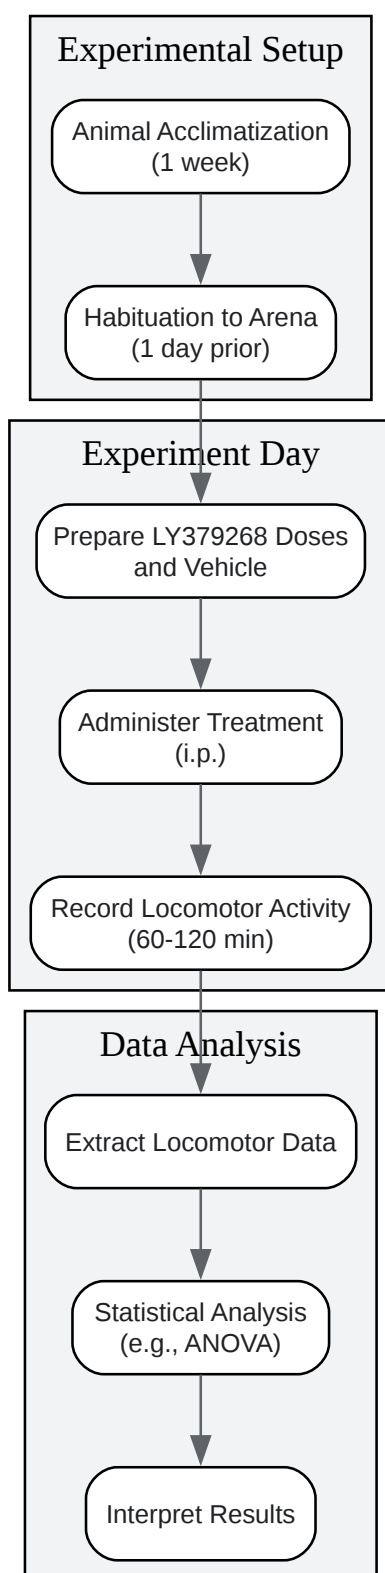 Experimental Setup
Animal Acclimatization
(1 week)
Habituation to Arena
(1 day prior)
Experiment Day
Prepare LY379268 Doses
and Vehicle
Administer Treatment
(i.p.)
Record Locomotor Activity
(60-120 min)
Data Analysis
Extract Locomotor Data
Statistical Analysis
(e.g., ANOVA)
Interpret Results